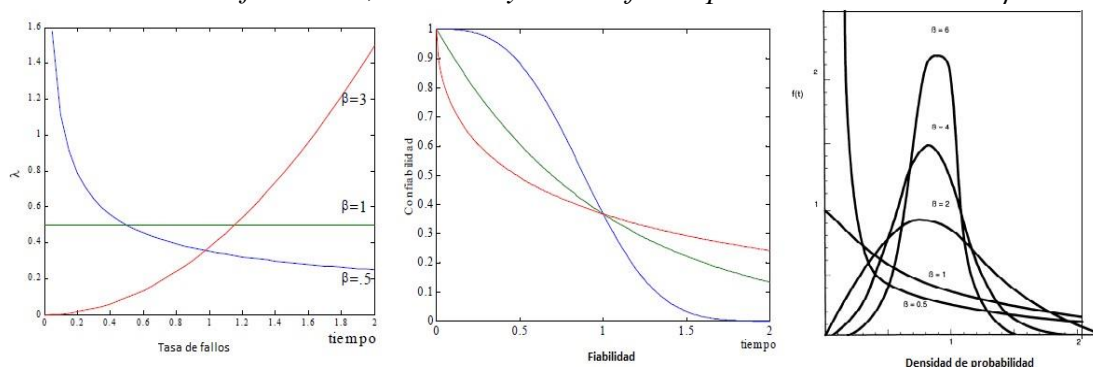 1.6
1.4
1.2
1
0.8
0.6
0.4
0.2
0
λ
β=3
β=1
β=.5
0 0.2 0.4 0.6 0.8 1 1.2 1.4 1.6 1.8 2
tiempo
Tasa de fallos
1
0.9
0.8
0.7
0.6
0.5
0.4
0.3
0.2
0.1
0
Confiabilidad
0 0.5 1 1.5 2
tiempo
Fiabilidad
2
f(t)
1
ß = 6
ß = 4
ß = 2
ß = 1
ß = 0.5
1 2
Densidad de probabilidad